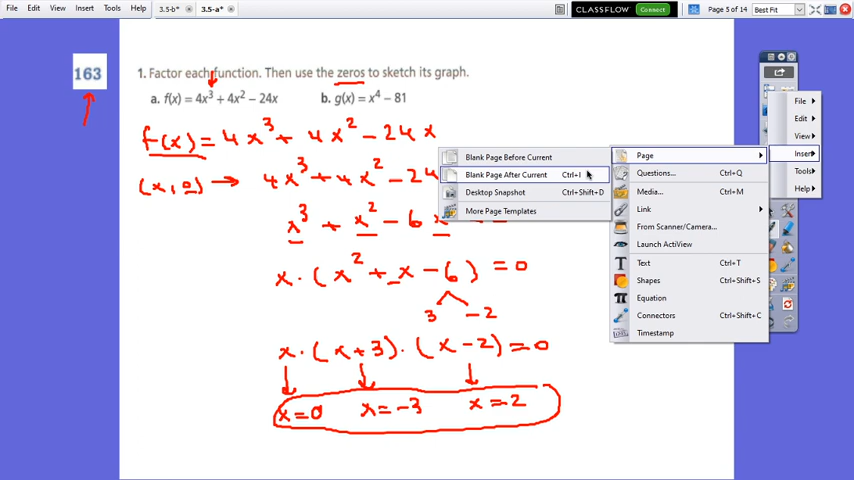 File Edit View Insert Tools Help 3.5-b* 3.5-a* CLASSFLOW Connect Page 5 of 14 Best Fit
163
1. Factor each function. Then use the zeros to sketch its graph.
a. f(x) = 4x³ + 4x² − 24x b. g(x) = x⁴ − 81
f(x) = 4x³ + 4x² − 24x
(x, 0) → 4x³ + 4x² − 24
x³ + x² − 6x
x · (x² + x − 6) = 0
3 −2
x · (x + 3) · (x − 2) = 0
x = 0 x = −3 x = 2
File
Edit
View
Insert
Tools
Help
Page
Questions... Ctrl+Q
Media... Ctrl+M
Link
From Scanner/Camera...
Launch ActiView
Text Ctrl+T
Shapes Ctrl+Shift+S
Equation
Connectors Ctrl+Shift+C
Timestamp
Blank Page Before Current
Blank Page After Current Ctrl+I
Desktop Snapshot Ctrl+Shift+D
More Page Templates